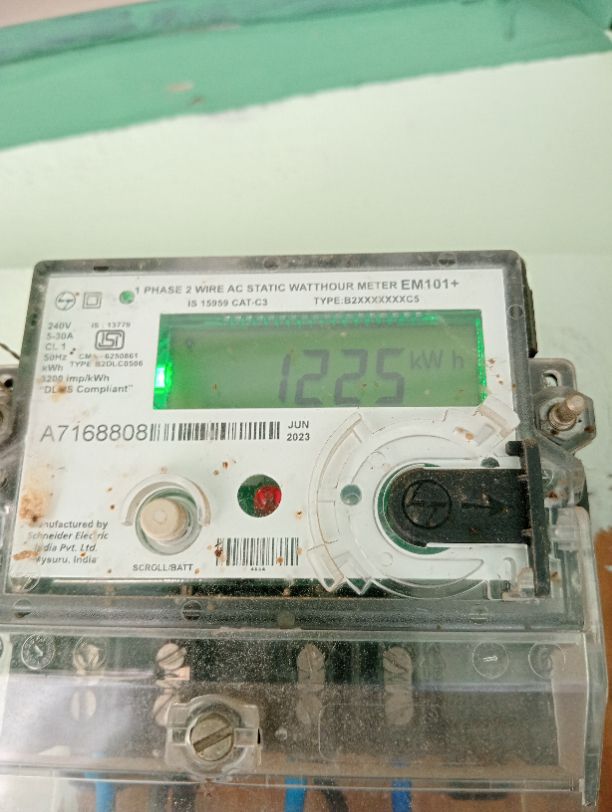 1 PHASE 2 WIRE AC STATIC WATTHOUR METER EM101+
IS 15959 CAT-C3 TYPE:B2XXXXXXXC5
240V
5-30A
Cl. 1
50Hz
kWh
3200 imp/kWh
"DLMS Compliant"
IS : 13779
ISI
CM/L-6250861
TYPE B2DLC0506
1225 kWh
A7168808
JUN
2023
Manufactured by
Schneider Electric
India Pvt. Ltd.
Mysuru, India
SCROLL/BATT